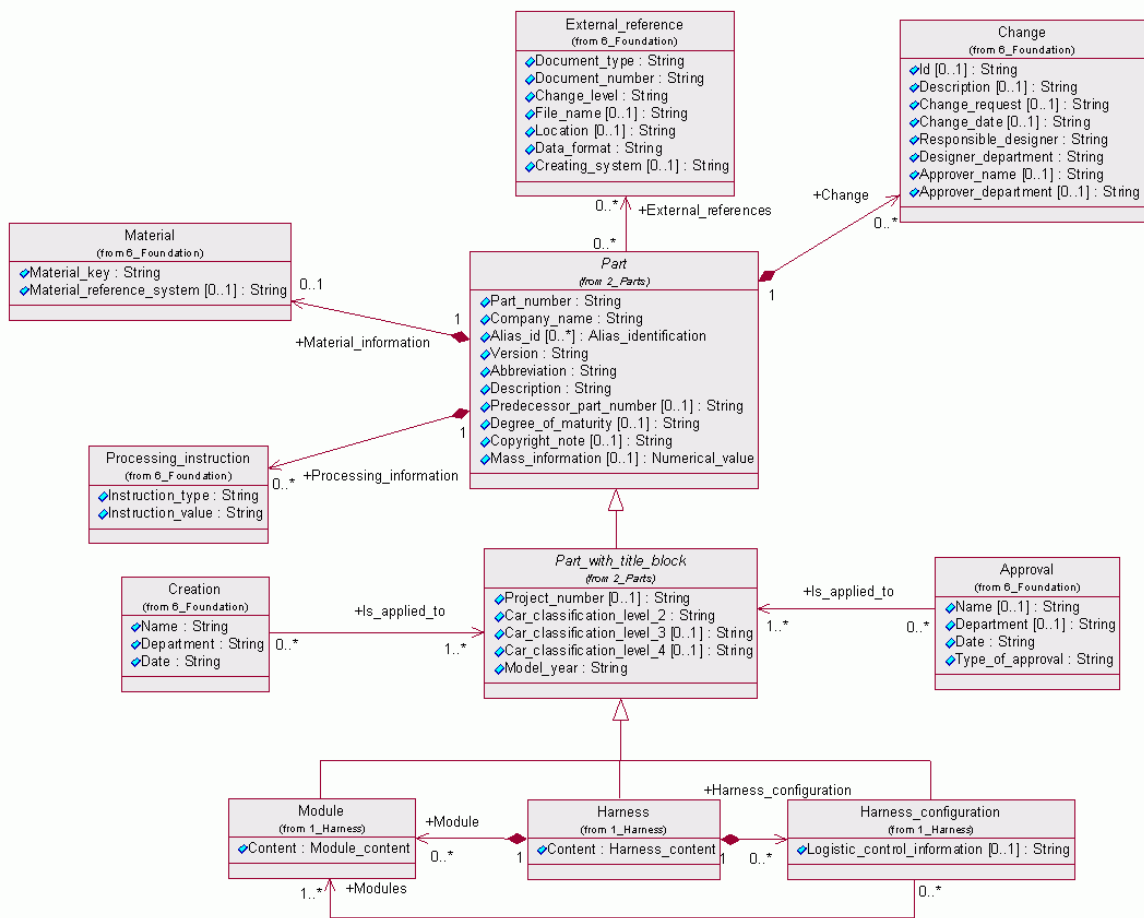 External_reference
(from 6_Foundation)
Document_type : String
Document_number : String
Change_level : String
File_name [0..1] : String
Location [0..1] : String
Data_format : String
Creating_system [0..1] : String
Change
(from 6_Foundation)
Id [0..1] : String
Description [0..1] : String
Change_request [0..1] : String
Change_date [0..1] : String
Responsible_designer : String
Designer_department : String
Approver_name [0..1] : String
Approver_department [0..1] : String
0..*
+External_references
0..*
+Change
0..*
1
Material
(from 6_Foundation)
Material_key : String
Material_reference_system [0..1] : String
0..1
1
+Material_information
Part
(from 2_Parts)
Part_number : String
Company_name : String
Alias_id [0..*] : Alias_identification
Version : String
Abbreviation : String
Description : String
Predecessor_part_number [0..1] : String
Degree_of_maturity [0..1] : String
Copyright_note [0..1] : String
Mass_information [0..1] : Numerical_value
1
+Processing_information
0..*
Processing_instruction
(from 6_Foundation)
Instruction_type : String
Instruction_value : String
Creation
(from 6_Foundation)
Name : String
Department : String
Date : String
+Is_applied_to
0..*
1..*
Part_with_title_block
(from 2_Parts)
Project_number [0..1] : String
Car_classification_level_2 : String
Car_classification_level_3 [0..1] : String
Car_classification_level_4 [0..1] : String
Model_year : String
+Is_applied_to
1..*
0..*
Approval
(from 6_Foundation)
Name [0..1] : String
Department [0..1] : String
Date : String
Type_of_approval : String
Module
(from 1_Harness)
Content : Module_content
+Module
0..*
1
Harness
(from 1_Harness)
Content : Harness_content
+Harness_configuration
1
0..*
Harness_configuration
(from 1_Harness)
Logistic_control_information [0..1] : String
1..*
+Modules
0..*